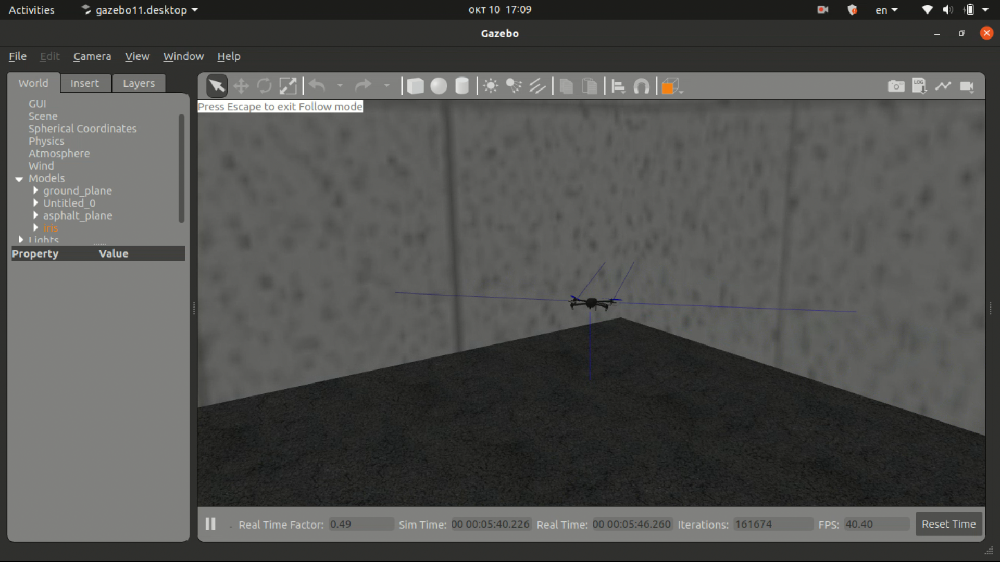 Activities gazebo11.desktop окт 10 17:09 en
Gazebo
File Edit Camera View Window Help
World Insert Layers
LOG
Press Escape to exit Follow mode
GUI
Scene
Spherical Coordinates
Physics
Atmosphere
Wind
Models
ground_plane
Untitled_0
asphalt_plane
iris
Lights
Property Value
Real Time Factor: 0.49 Sim Time: 00 00:05:40.226 Real Time: 00 00:05:46.260 Iterations: 161674 FPS: 40.40 Reset Time